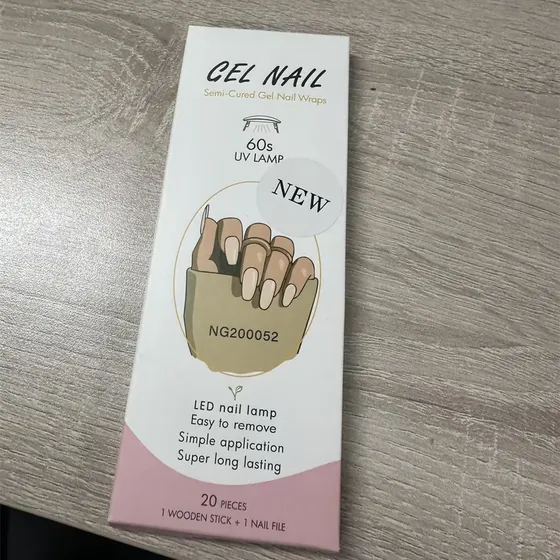 GEL NAIL
Semi-Cured Gel Nail Wraps
60s
UV LAMP
NEW
NG200052
LED nail lamp
Easy to remove
Simple application
Super long lasting
20 PIECES
1 WOODEN STICK + 1 NAIL FILE